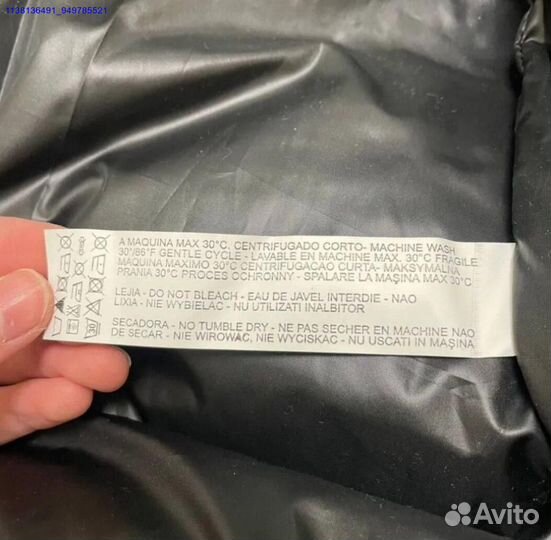 1138136491_949785521
A MAQUINA MAX 30°C. CENTRIFUGADO CORTO- MACHINE WASH
30°/86°F GENTLE CYCLE - LAVABLE EN MACHINE MAX. 30°C FRAGILE
MAQUINA MAXIMO 30°C CENTRIFUGACAO CURTA- MAKSYMALNA
PRANIA 30°C PROCES OCHRONNY - SPALARE LA MAŞINA MAX 30°C
LEJIA - DO NOT BLEACH - EAU DE JAVEL INTERDIE - NAO
LIXIA - NIE WYBIELAC - NU UTILIZATI INALBITOR
SECADORA - NO TUMBLE DRY - NE PAS SECHER EN MACHINE NAO
DE SECAR - NIE WIROWAC, NIE WYCISKAC - NU USCATI IN MAŞINA
Avito